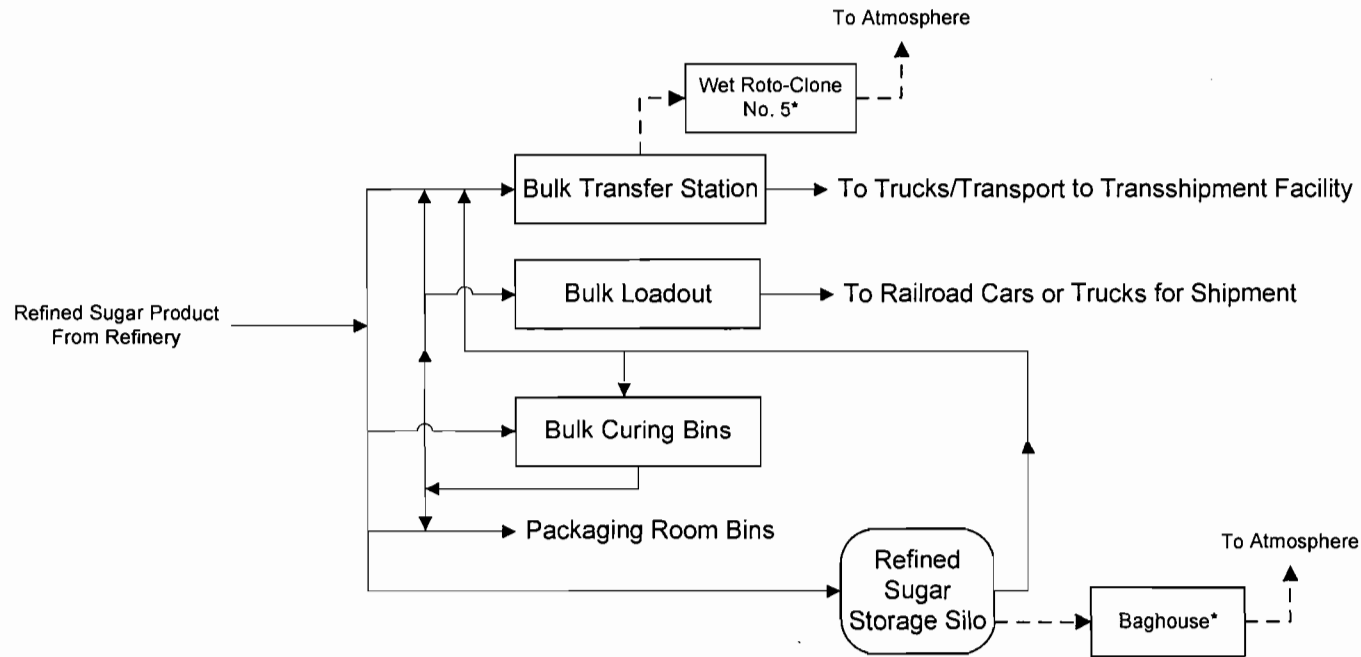 To Atmosphere
Wet Roto-Clone
No. 5*
Bulk Transfer Station
To Trucks/Transport to Transshipment Facility
Bulk Loadout
To Railroad Cars or Trucks for Shipment
Refined Sugar Product
From Refinery
Bulk Curing Bins
Packaging Room Bins
Refined
Sugar
Storage Silo
To Atmosphere
Baghouse*